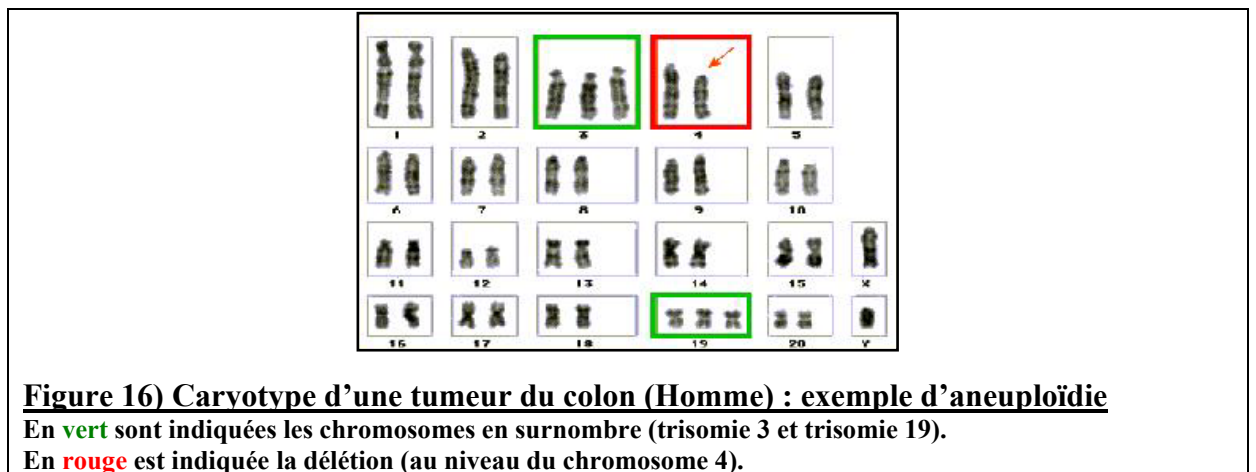 1 2 3 4 5
6 7 8 9 10
11 12 13 14 15 X
16 17 18 19 20 Y
Figure 16) Caryotype d’une tumeur du colon (Homme) : exemple d’aneuploïdie
En vert sont indiquées les chromosomes en surnombre (trisomie 3 et trisomie 19).
En rouge est indiquée la délétion (au niveau du chromosome 4).